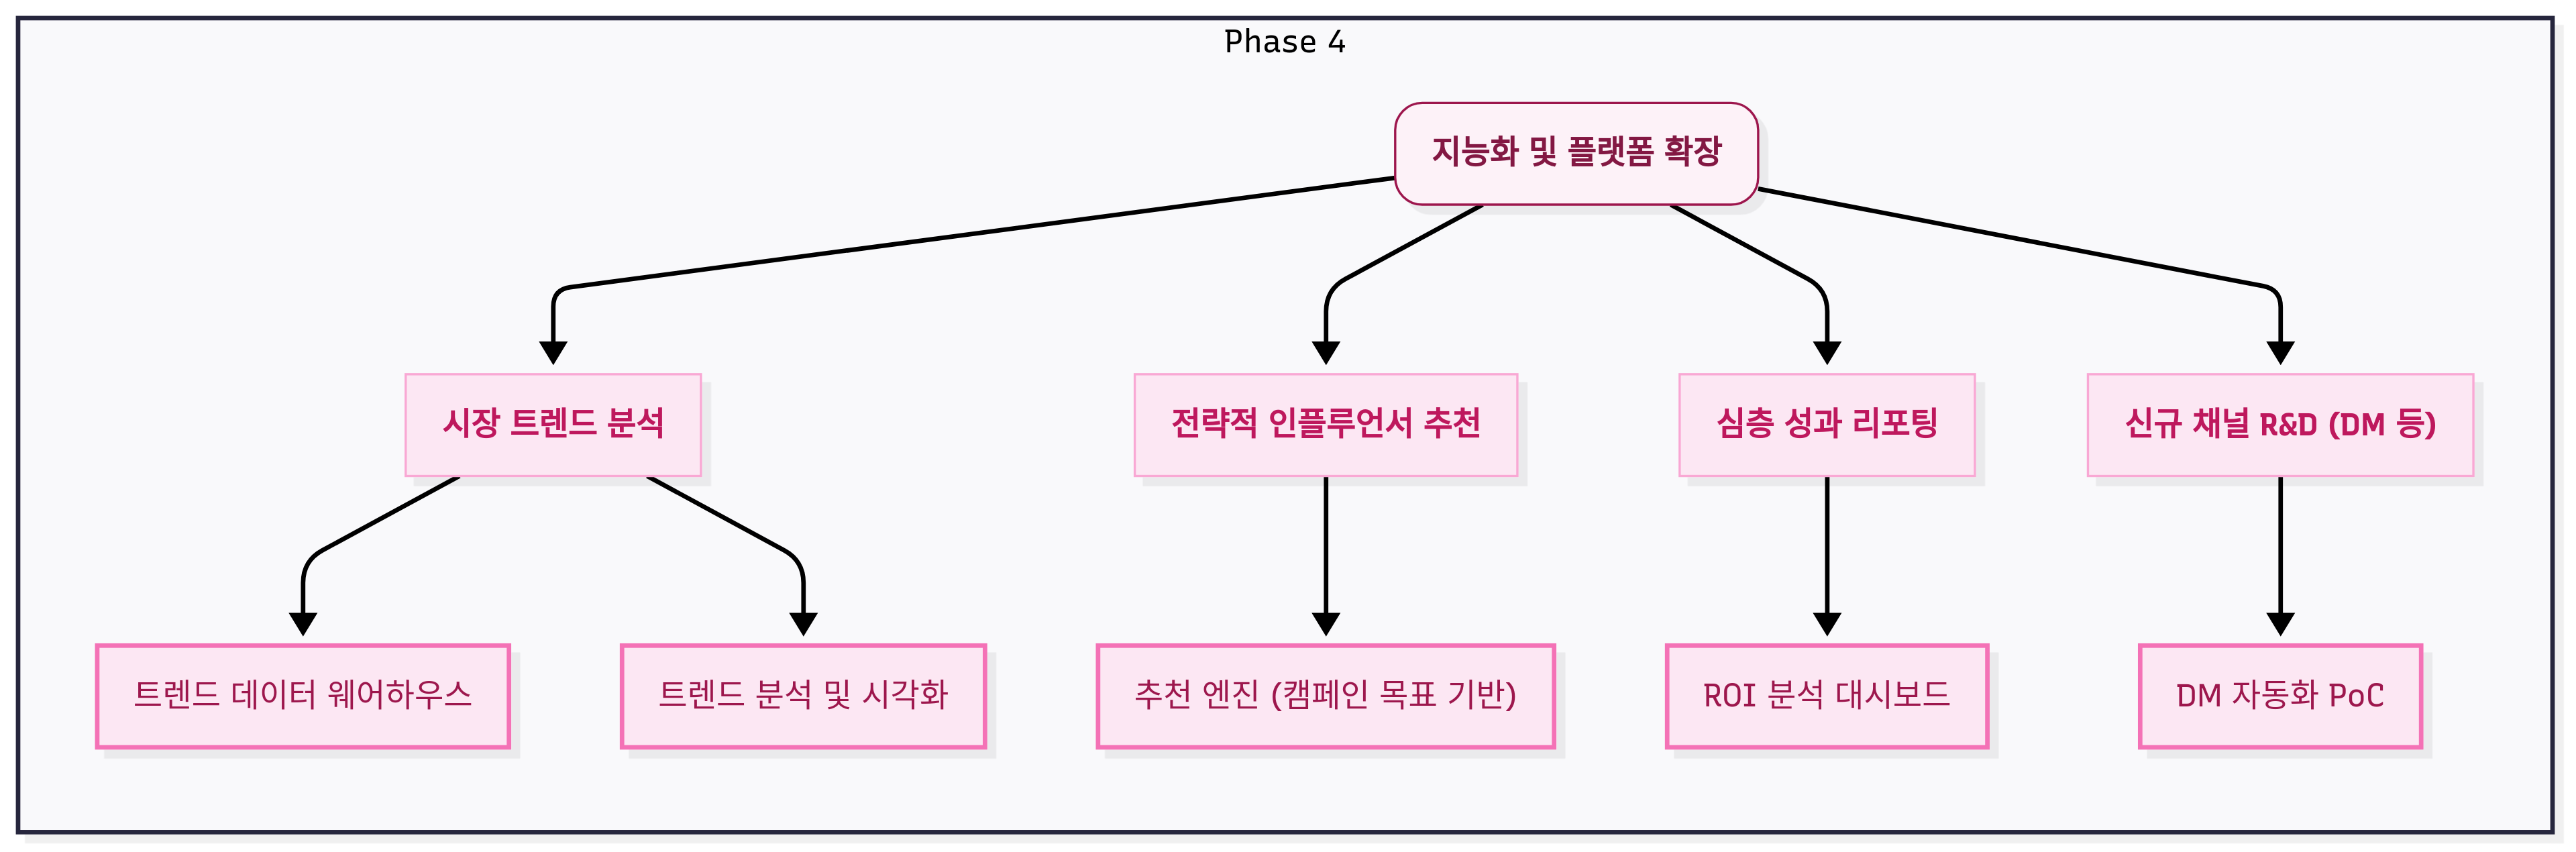 Phase 4
지능화 및 플랫폼 확장
시장 트렌드 분석
전략적 인플루언서 추천
심층 성과 리포팅
신규 채널 R&D (DM 등)
트렌드 데이터 웨어하우스
트렌드 분석 및 시각화
추천 엔진 (캠페인 목표 기반)
ROI 분석 대시보드
DM 자동화 PoC